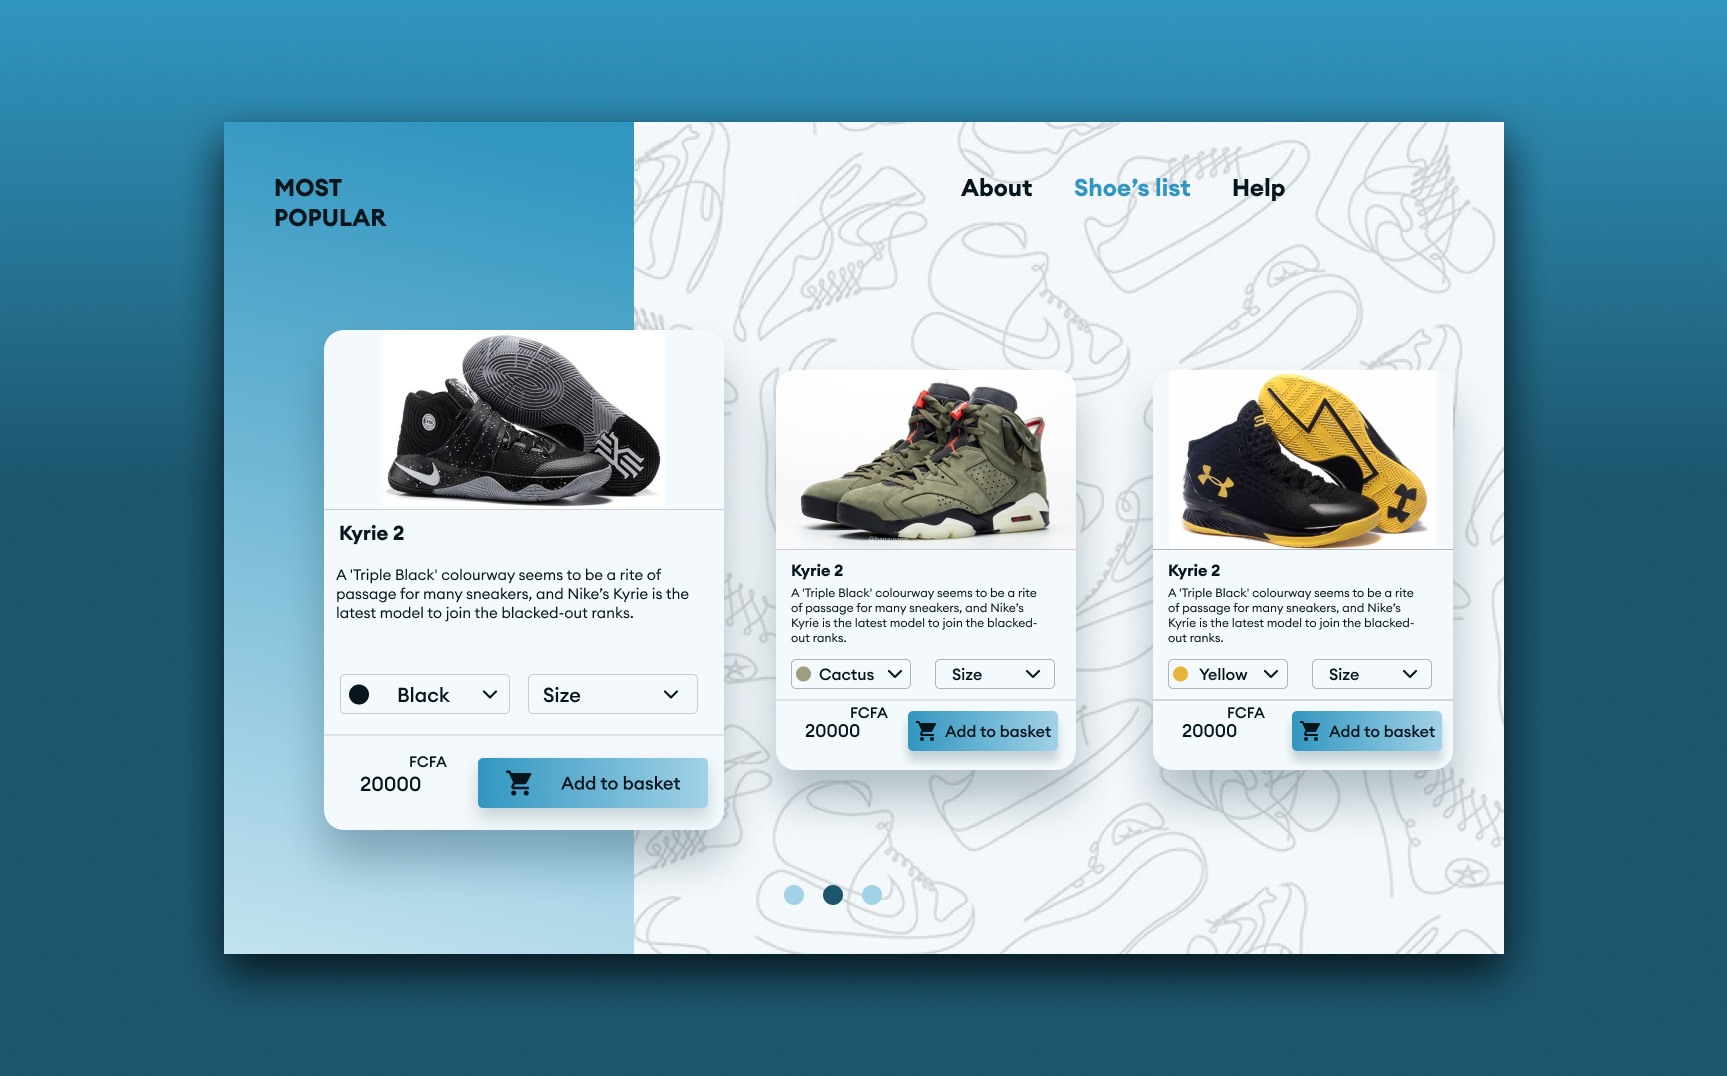 MOST
POPULAR
About
Shoe’s list
Help
Kyrie 2
A 'Triple Black' colourway seems to be a rite of
passage for many sneakers, and Nike’s Kyrie is the
latest model to join the blacked-out ranks.
Black
Size
FCFA
20000
Add to basket
Kyrie 2
A 'Triple Black' colourway seems to be a rite
of passage for many sneakers, and Nike’s
Kyrie is the latest model to join the blacked-
out ranks.
Cactus
Size
FCFA
20000
Add to basket
Kyrie 2
A 'Triple Black' colourway seems to be a rite
of passage for many sneakers, and Nike’s
Kyrie is the latest model to join the blacked-
out ranks.
Yellow
Size
FCFA
20000
Add to basket